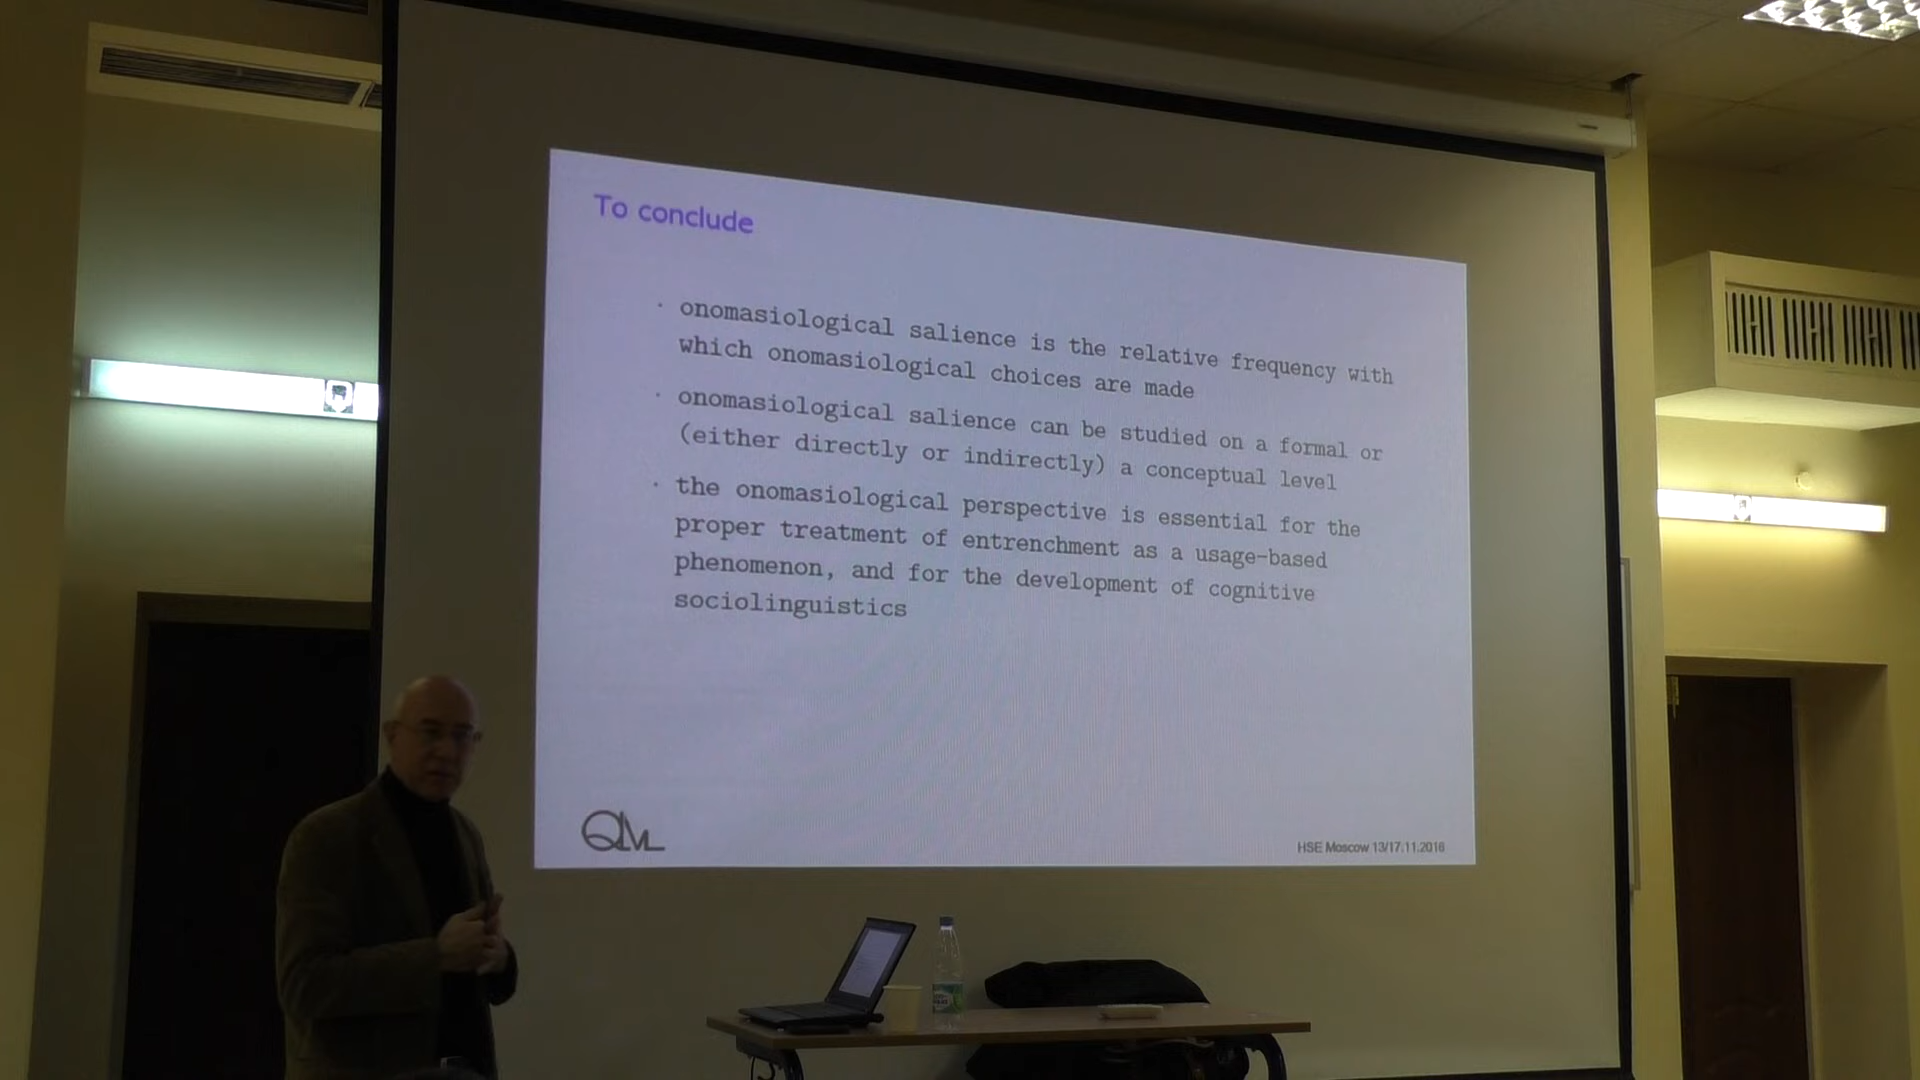 To conclude
· onomasiological salience is the relative frequency with
which onomasiological choices are made
· onomasiological salience can be studied on a formal or
(either directly or indirectly) a conceptual level
· the onomasiological perspective is essential for the
proper treatment of entrenchment as a usage-based
phenomenon, and for the development of cognitive
sociolinguistics
QLVL
HSE Moscow 13/17.11.2016